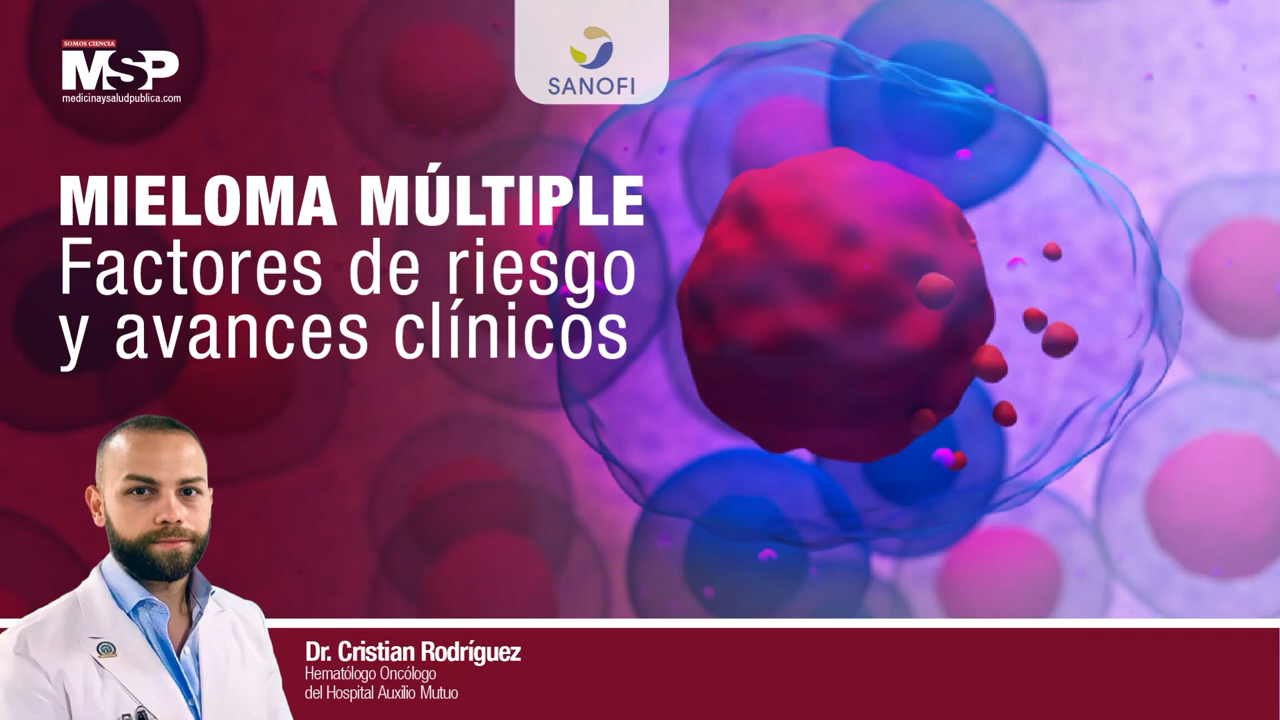 SOMOS CIENCIA
MSP
medicinaysaludpublica.com
SANOFI
MIELOMA MÚLTIPLE
Factores de riesgo
y avances clínicos
Dr. Cristian Rodríguez
Hematólogo Oncólogo
del Hospital Auxilio Mutuo